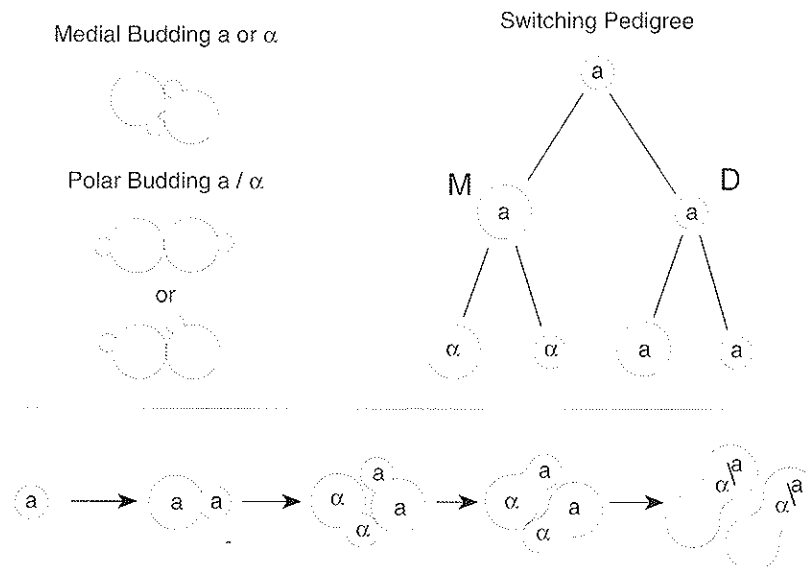 Medial Budding a or α
Switching Pedigree
a
Polar Budding a / α
M
D
a
a
or
α
α
a
a
a
a
a
α
a
a
α
α
a
a
α
α
a
α
a